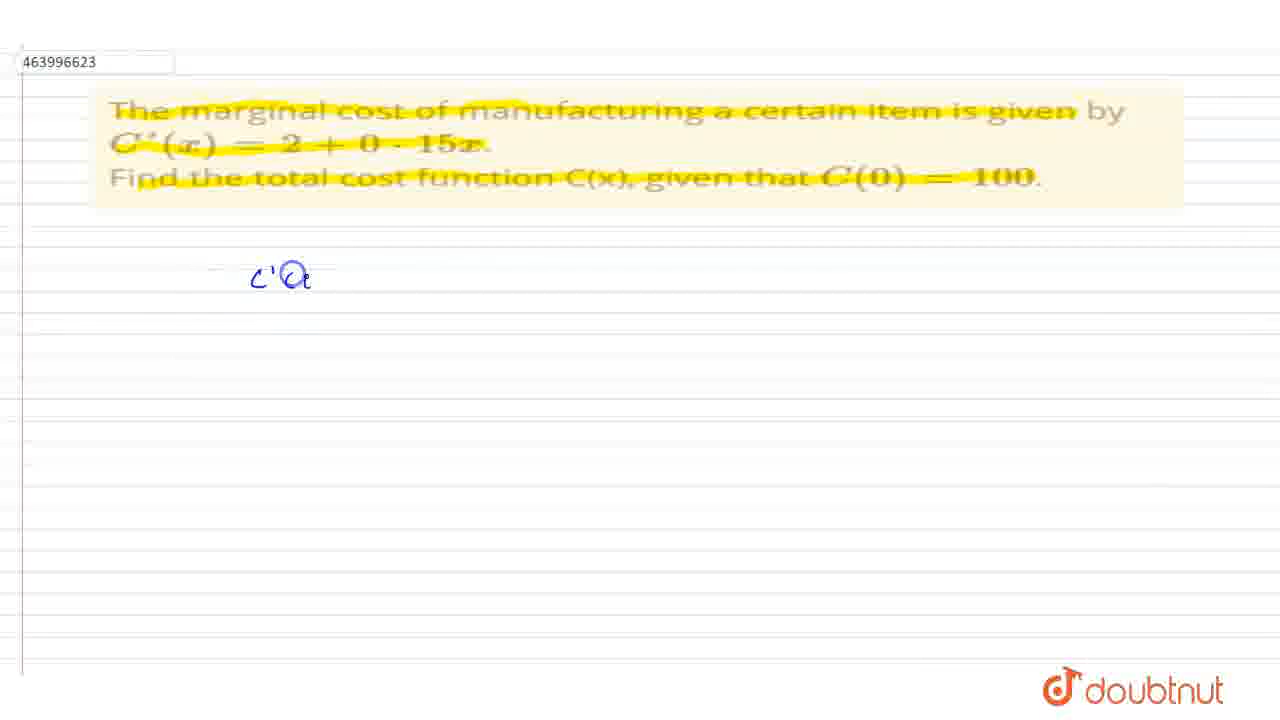 463996623
The marginal cost of manufacturing a certain item is given by
C'(x) = 2 + 0 · 15x.
Find the total cost function C(x), given that C(0) = 100.
C'
doubtnut